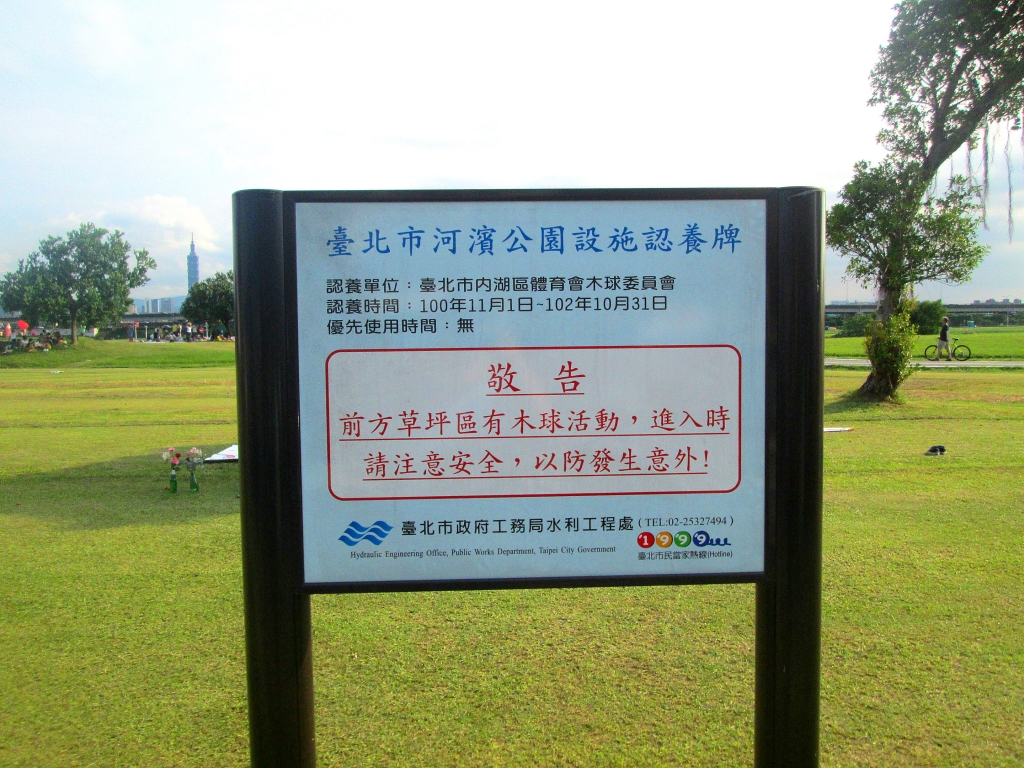 臺北市河濱公園設施認養牌
認養單位：臺北市內湖區體育會木球委員會
認養時間：100年11月1日~102年10月31日
優先使用時間：無
敬 告
前方草坪區有木球活動，進入時
請注意安全，以防發生意外!
臺北市政府工務局水利工程處（TEL:02-25327494）
Hydraulic Engineering Office, Public Works Department, Taipei City Government
1999
臺北市民當家熱線(Hotline)